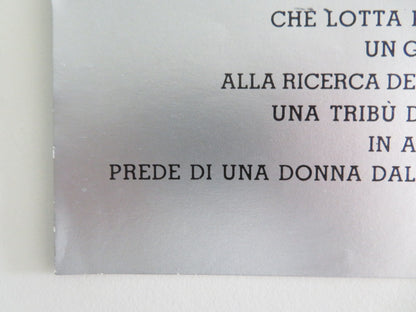 CHE LOTTA
UN G
ALLA RICERCA DE
UNA TRIBÙ D
IN A
PREDE DI UNA DONNA DAL